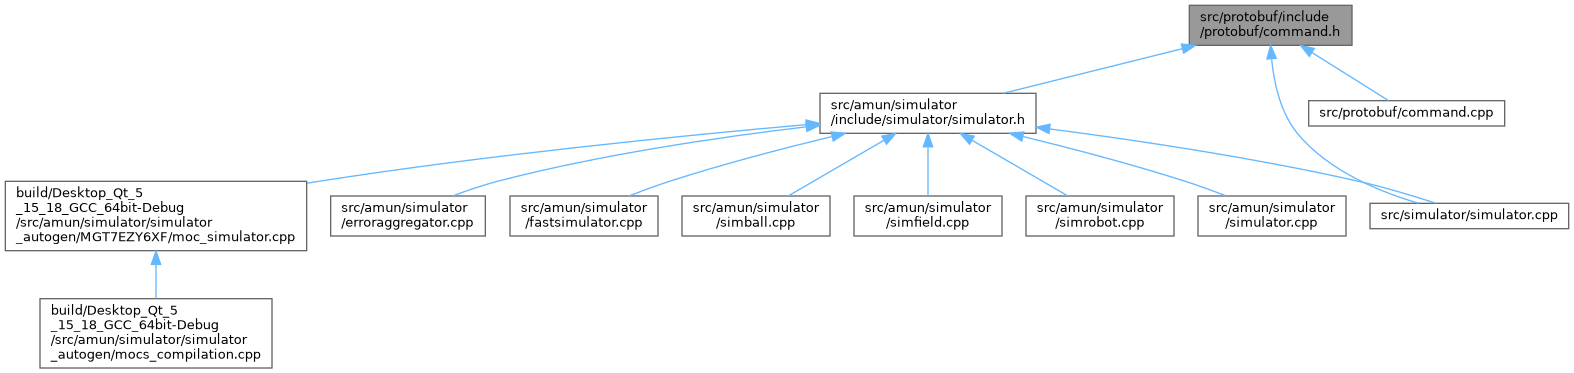 src/protobuf/include
/protobuf/command.h
src/amun/simulator
/include/simulator/simulator.h
src/protobuf/command.cpp
build/Desktop_Qt_5
_15_18_GCC_64bit-Debug
/src/amun/simulator/simulator
_autogen/MGT7EZY6XF/moc_simulator.cpp
src/amun/simulator
/erroraggregator.cpp
src/amun/simulator
/fastsimulator.cpp
src/amun/simulator
/simball.cpp
src/amun/simulator
/simfield.cpp
src/amun/simulator
/simrobot.cpp
src/amun/simulator
/simulator.cpp
src/simulator/simulator.cpp
build/Desktop_Qt_5
_15_18_GCC_64bit-Debug
/src/amun/simulator/simulator
_autogen/mocs_compilation.cpp